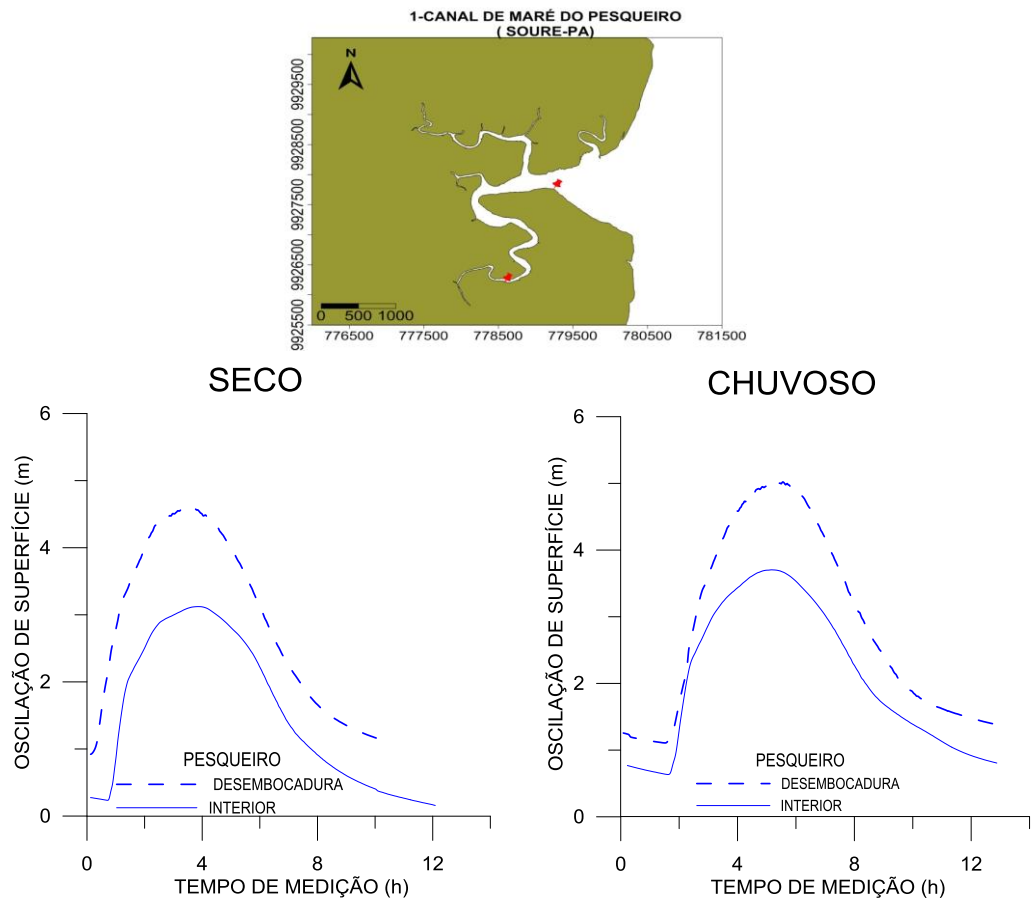 1-CANAL DE MARÉ DO PESQUEIRO
( SOURE-PA)
N
9929500
9928500
9927500
9926500
9925500
0 500 1000
776500 777500 778500 779500 780500 781500
SECO
OSCILAÇÃO DE SUPERFÍCIE (m)
6
4
2
0
PESQUEIRO
DESEMBOCADURA
INTERIOR
0 4 8 12
TEMPO DE MEDIÇÃO (h)
CHUVOSO
OSCILAÇÃO DE SUPERFÍCIE (m)
6
4
2
0
PESQUEIRO
DESEMBOCADURA
INTERIOR
0 4 8 12
TEMPO DE MEDIÇÃO (h)